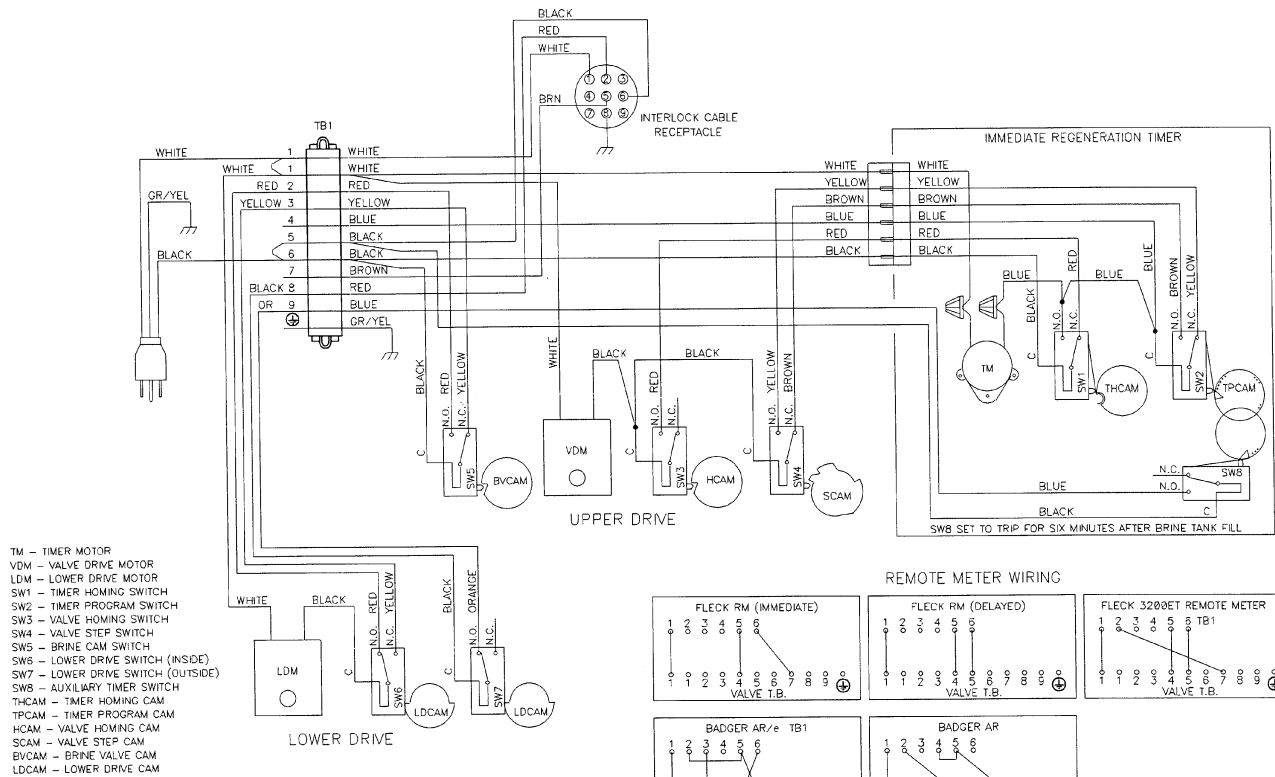 BLACK
RED
WHITE
1 2 3
BRN
4 5 6
7 8 9
INTERLOCK CABLE
RECEPTACLE
TB1
IMMEDIATE REGENERATION TIMER
WHITE 1 WHITE
WHITE 1 WHITE
RED 2 RED
YELLOW 3 YELLOW
4 BLUE
5 BLACK
6 BLACK
7 BROWN
BLACK 8 RED
OR 9 BLUE
GR/YEL
GR/YEL
BLACK
WHITE WHITE
YELLOW YELLOW
BROWN BROWN
BLUE BLUE
RED RED
BLACK BLACK
BLUE
BLACK
RED
BLUE
BLUE
BROWN
YELLOW
N.O.
N.C.
C
SW1
THCAM
TM
N.O.
N.C.
C
SW2
TPCAM
N.C.
N.O.
SW8
C
BLUE
BLACK
SW8 SET TO TRIP FOR SIX MINUTES AFTER BRINE TANK FILL
BLACK
RED
YELLOW
N.O.
N.C.
C
SW5
BVCAM
WHITE
BLACK
BLACK
VDM
RED
N.O.
N.C.
C
SW3
HCAM
YELLOW
BROWN
N.O.
N.C.
C
SW4
SCAM
UPPER DRIVE
WHITE
BLACK
LDM
RED
YELLOW
N.O.
N.C.
C
SW6
LDCAM
BLACK
ORANGE
N.O.
N.C.
C
SW7
LDCAM
LOWER DRIVE
TM – TIMER MOTOR
VDM – VALVE DRIVE MOTOR
LDM – LOWER DRIVE MOTOR
SW1 – TIMER HOMING SWITCH
SW2 – TIMER PROGRAM SWITCH
SW3 – VALVE HOMING SWITCH
SW4 – VALVE STEP SWITCH
SW5 – BRINE CAM SWITCH
SW6 – LOWER DRIVE SWITCH (INSIDE)
SW7 – LOWER DRIVE SWITCH (OUTSIDE)
SW8 – AUXILIARY TIMER SWITCH
THCAM – TIMER HOMING CAM
TPCAM – TIMER PROGRAM CAM
HCAM – VALVE HOMING CAM
SCAM – VALVE STEP CAM
BVCAM – BRINE VALVE CAM
LDCAM – LOWER DRIVE CAM
REMOTE METER WIRING
FLECK RM (IMMEDIATE)
1 2 3 4 5 6
1 1 2 3 4 5 6 7 8 9
VALVE T.B.
FLECK RM (DELAYED)
1 2 3 4 5 6
1 1 2 3 4 5 6 7 8 9
VALVE T.B.
FLECK 3200ET REMOTE METER
1 2 3 4 5 6 TB1
1 1 2 3 4 5 6 7 8 9
VALVE T.B.
BADGER AR/e TB1
1 2 3 4 5 6
BADGER AR
1 2 3 4 5 6